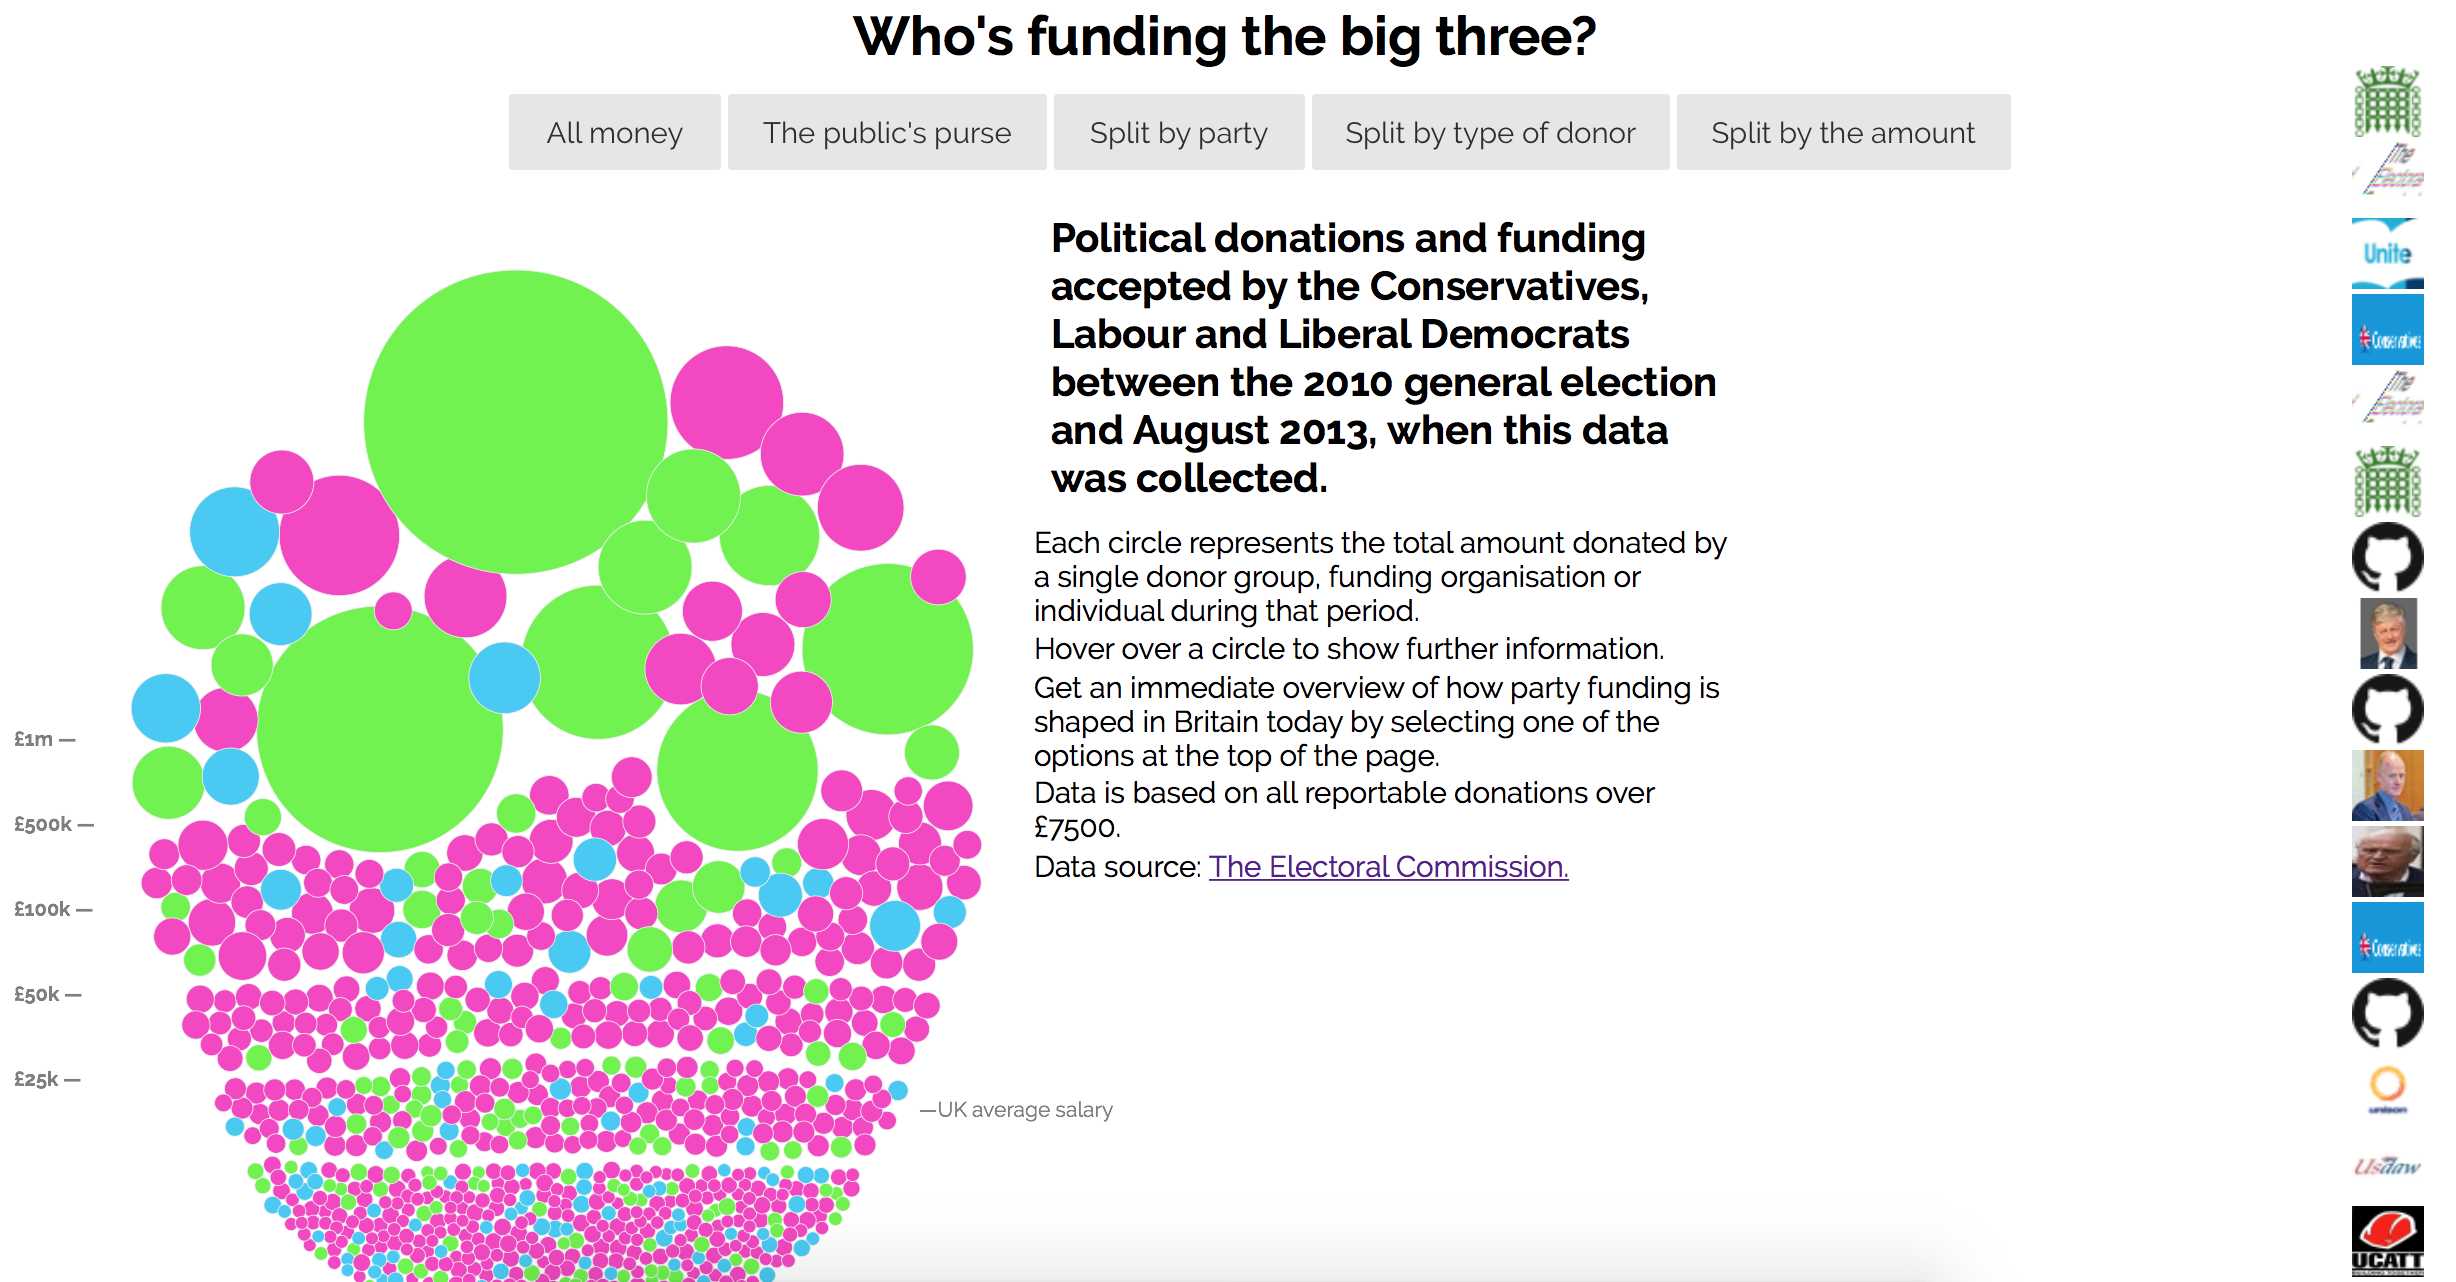 Who's funding the big three?
All money
The public's purse
Split by party
Split by type of donor
Split by the amount
Political donations and funding
accepted by the Conservatives,
Labour and Liberal Democrats
between the 2010 general election
and August 2013, when this data
was collected.
Each circle represents the total amount donated by
a single donor group, funding organisation or
individual during that period.
Hover over a circle to show further information.
Get an immediate overview of how party funding is
shaped in Britain today by selecting one of the
options at the top of the page.
Data is based on all reportable donations over
£7500.
Data source: The Electoral Commission.
£1m —
£500k —
£100k —
£50k —
£25k —
—UK average salary
The
Unite
Conservatives
The
Conservatives
unison
Usdaw
UCATT